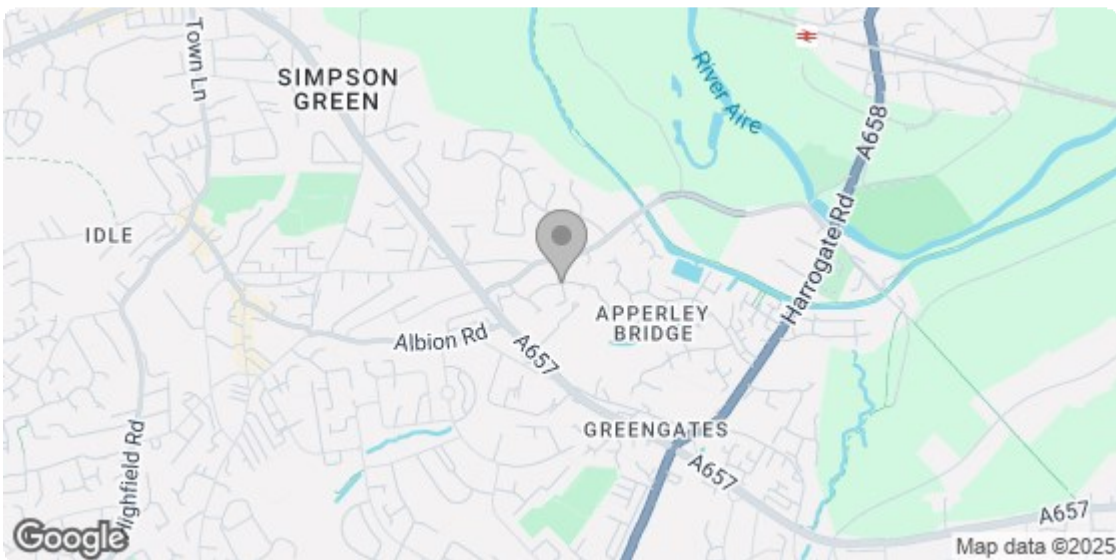 Town Ln
SIMPSON
GREEN
River Aire
A658
IDLE
Harrogate Rd
APPERLEY
BRIDGE
Albion Rd
A657
GREENGATES
Highfield Rd
A657
A657
Google
Map data ©2025